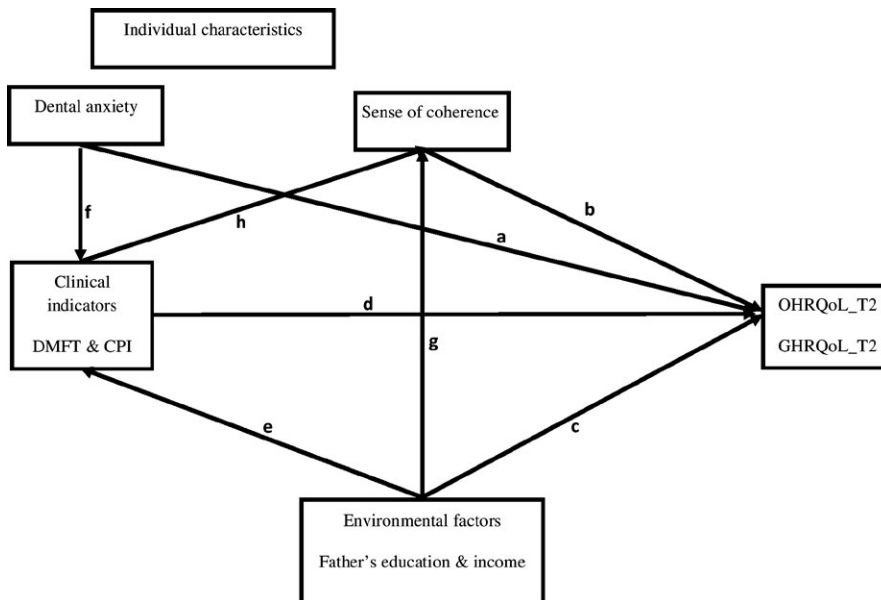 Individual characteristics
Dental anxiety
Sense of coherence
f
h
a
b
Clinical
indicators
DMFT & CPI
d
g
OHRQoL_T2
GHRQoL_T2
e
c
Environmental factors
Father's education & income